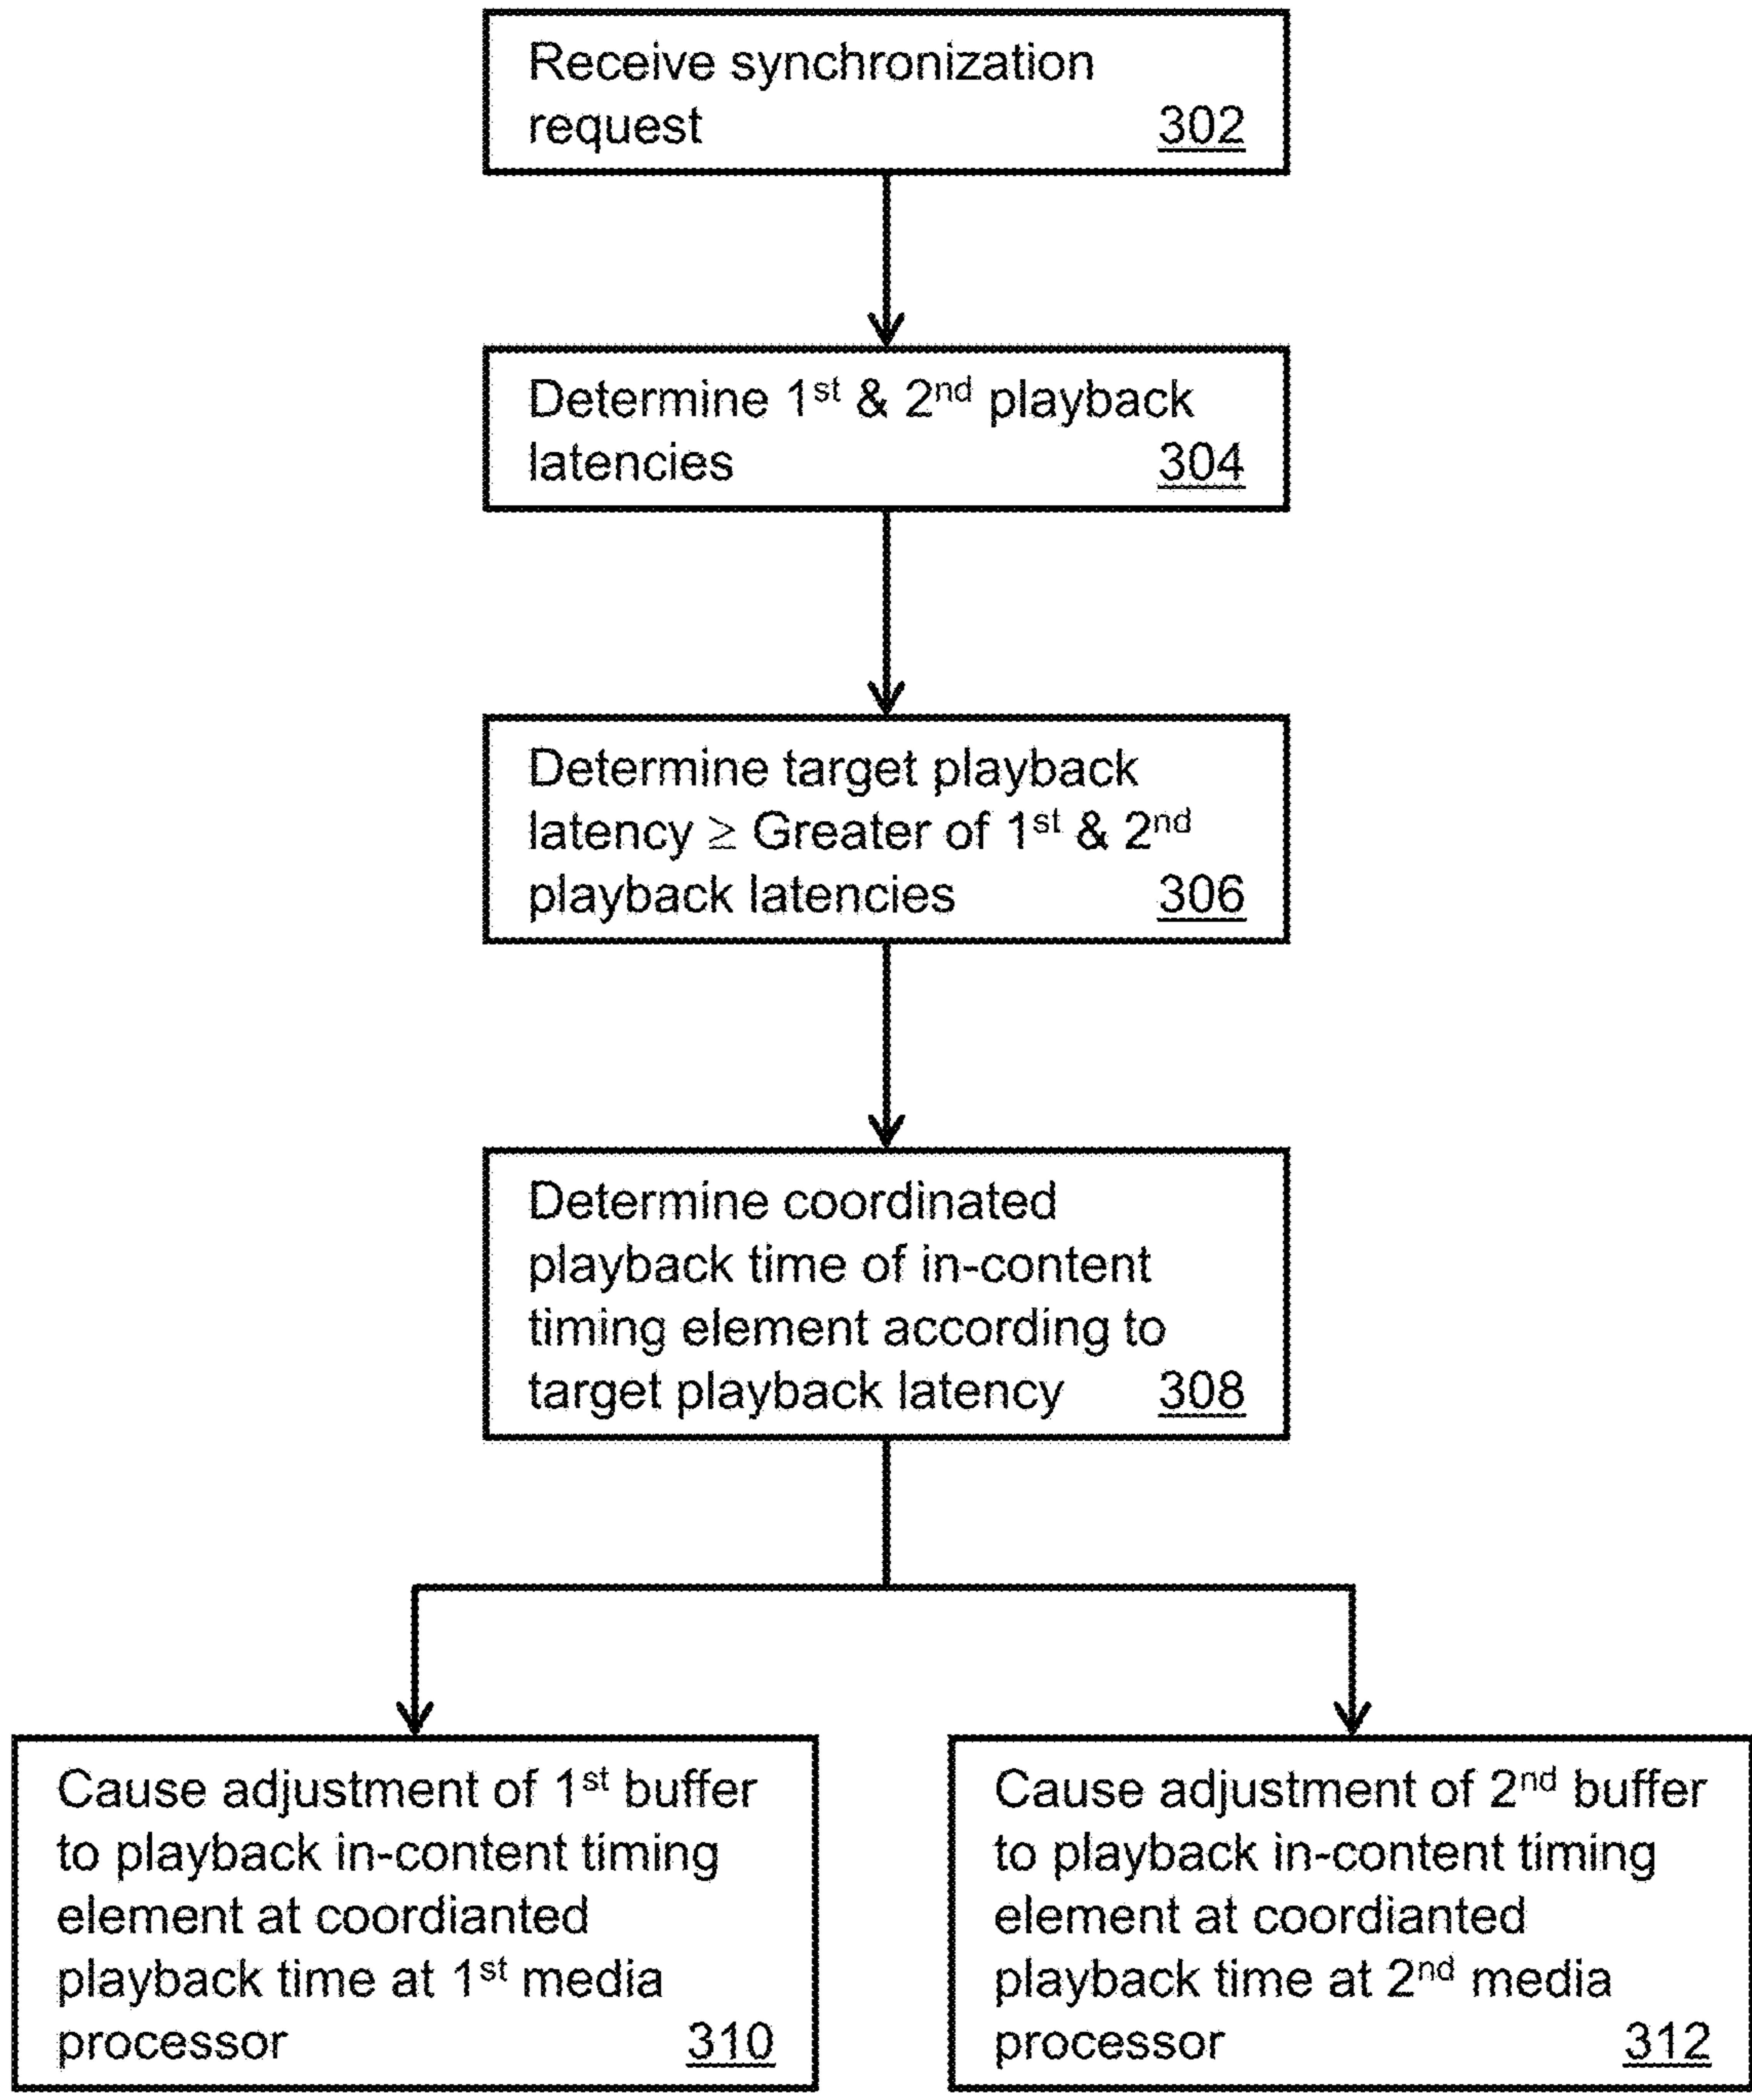 Receive synchronization
request 302
Determine 1st & 2nd playback
latencies 304
Determine target playback
latency ≥ Greater of 1st & 2nd
playback latencies 306
Determine coordinated
playback time of in-content
timing element according to
target playback latency 308
Cause adjustment of 1st buffer
to playback in-content timing
element at coordianted
playback time at 1st media
processor 310
Cause adjustment of 2nd buffer
to playback in-content timing
element at coordianted
playback time at 2nd media
processor 312